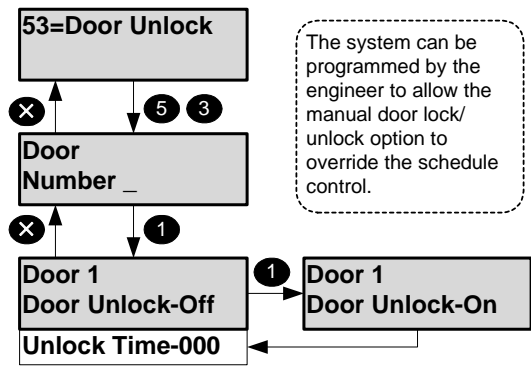 53=Door Unlock
The system can be
programmed by the
engineer to allow the
manual door lock/
unlock option to
override the schedule
control.
5 3
Door
Number _
1
Door 1
Door Unlock-Off
1
Door 1
Door Unlock-On
Unlock Time-000